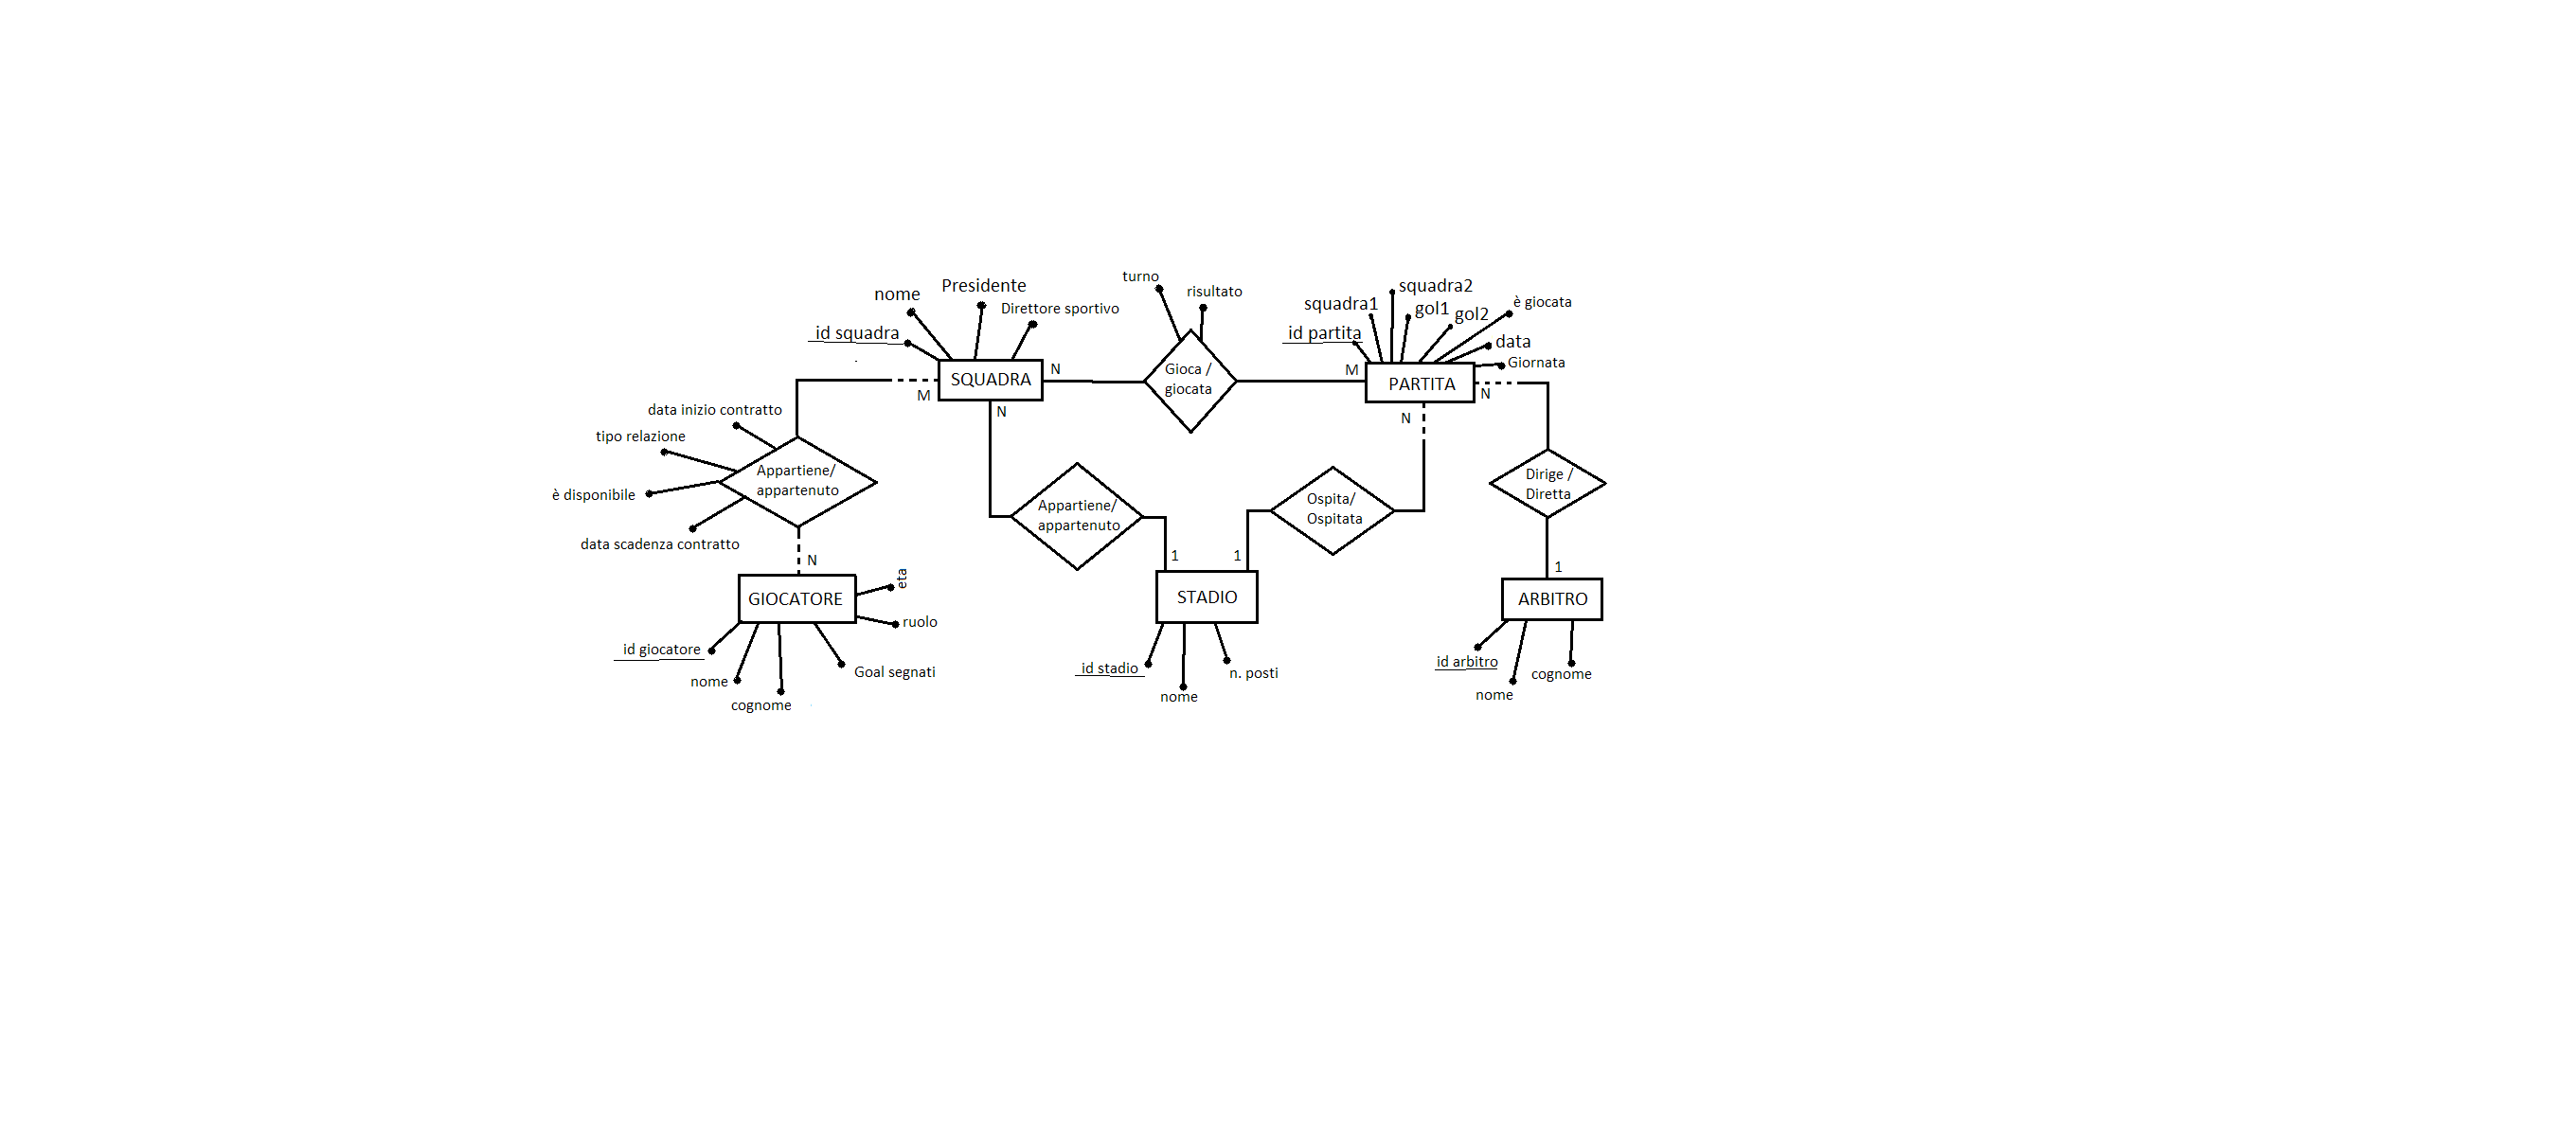 turno
Presidente
squadra2
risultato
nome
è giocata
squadra1
gol1
Direttore sportivo
gol2
id squadra
id partita
data
Giornata
N
Gioca /
giocata
M
SQUADRA
PARTITA
M
N
N
N
data inizio contratto
tipo relazione
Appartiene/
appartenuto
Dirige /
Diretta
è disponibile
Appartiene/
appartenuto
Ospita/
Ospitata
data scadenza contratto
N
1
1
1
eta
GIOCATORE
STADIO
ARBITRO
ruolo
id giocatore
id stadio
id arbitro
Goal segnati
n. posti
cognome
nome
nome
nome
cognome